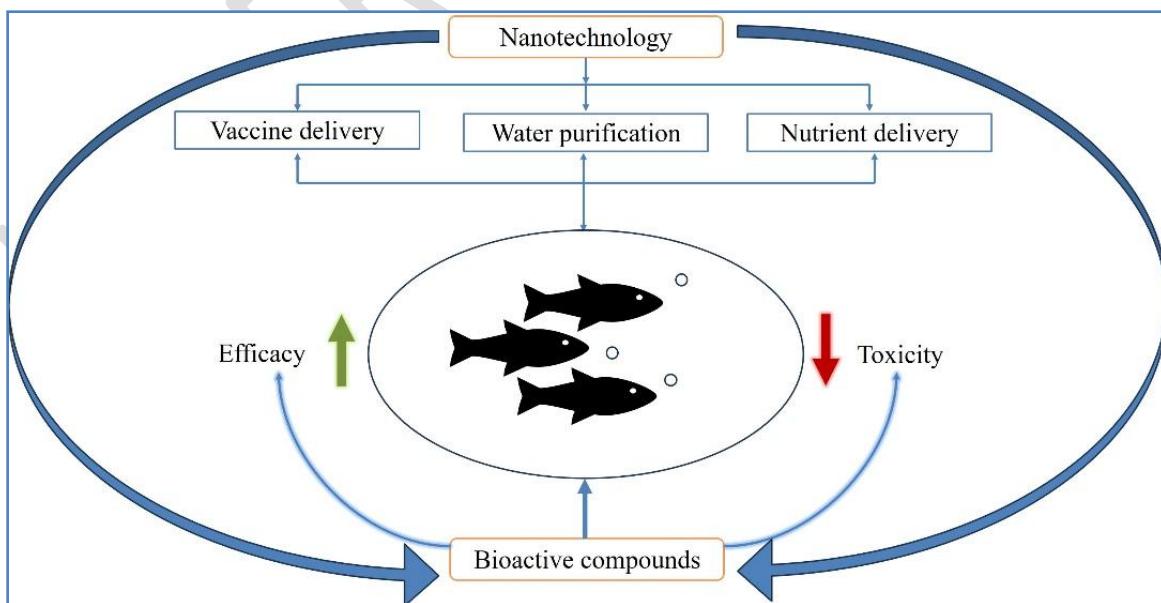 Nanotechnology
Vaccine delivery
Water purification
Nutrient delivery
Efficacy
Toxicity
Bioactive compounds